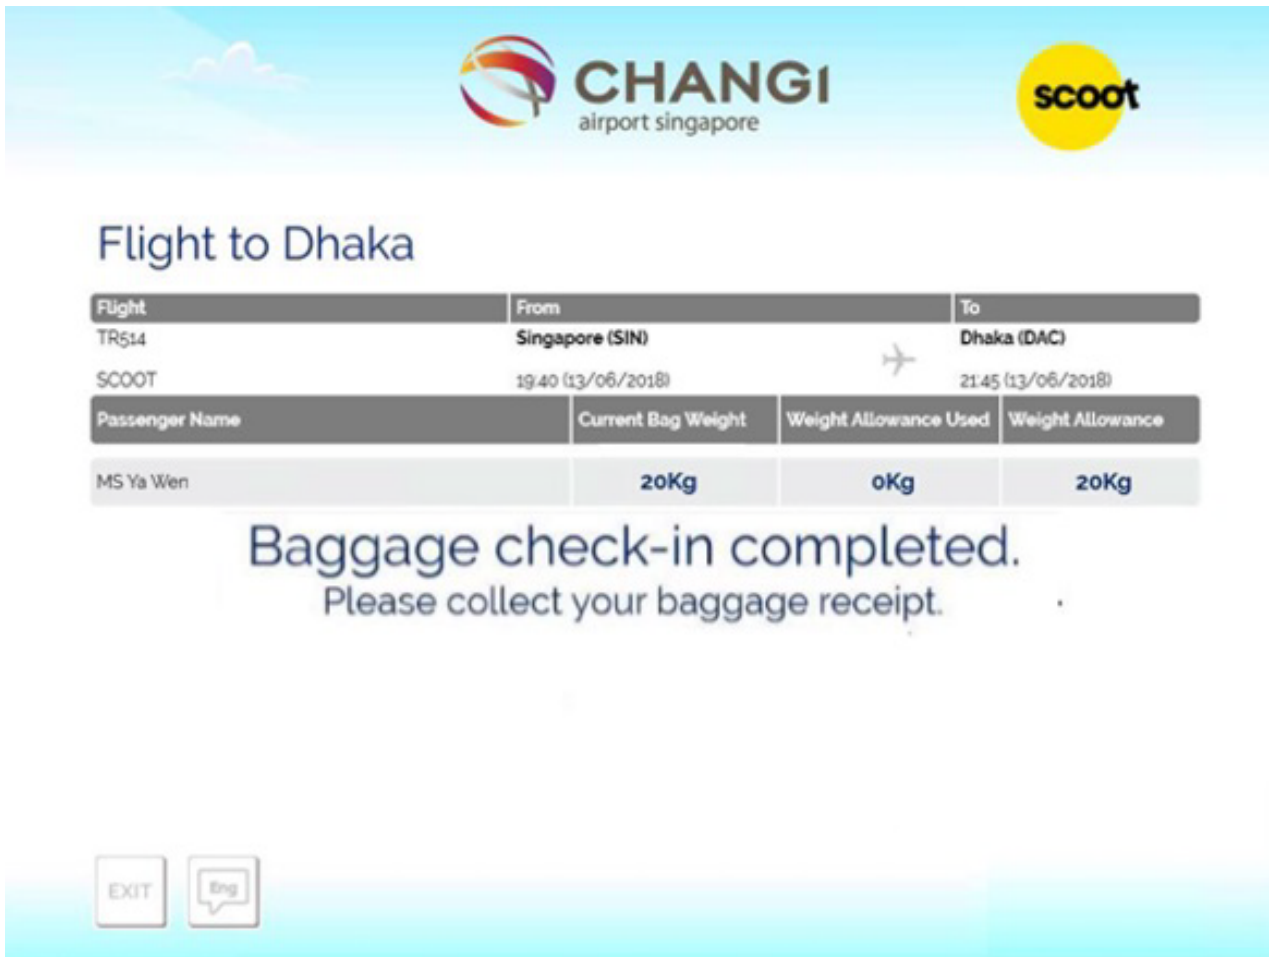 CHANGI
airport singapore
scoot
Flight to Dhaka
Flight From To
TR514 Singapore (SIN) Dhaka (DAC)
SCOOT 19:40 (13/06/2018) 21:45 (13/06/2018)
Passenger Name Current Bag Weight Weight Allowance Used Weight Allowance
MS Ya Wen 20Kg 0Kg 20Kg
Baggage check-in completed.
Please collect your baggage receipt.
EXIT Eng